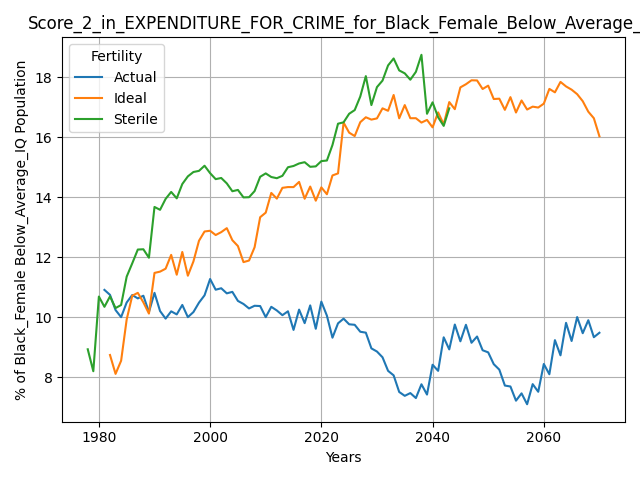 Score_2_in_EXPENDITURE_FOR_CRIME_for_Black_Female_Below_Average_
Fertility
Actual
Ideal
Sterile
% of Black_Female Below_Average_IQ Population
18
16
14
12
10
8
1980
2000
2020
2040
2060
Years